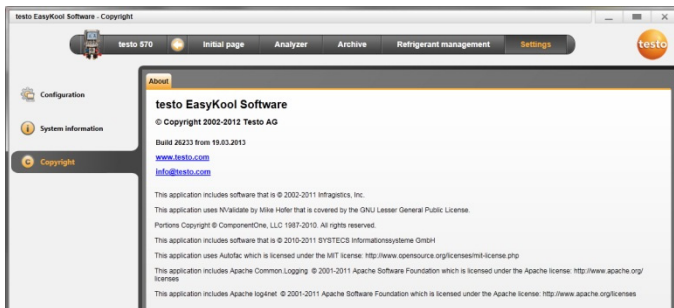 testo EasyKool Software - Copyright
testo 570 Initial page Analyzer Archive Refrigerant management Settings
testo
About
Configuration
System information
Copyright
testo EasyKool Software
© Copyright 2002-2012 Testo AG
Build 26233 from 19.03.2013
www.testo.com
info@testo.com
This application includes software that is © 2002-2011 Infragistics, Inc.
This application uses NValidate by Mike Hofer that is covered by the GNU Lesser General Public License.
Portions Copyright © ComponentOne, LLC 1987-2010. All rights reserved.
This application includes software that is © 2010-2011 SYSTECS Informationssysteme GmbH
This application uses Autofac which is licensed under the MIT license: http://www.opensource.org/licenses/mit-license.php
This application includes Apache Common.Logging © 2001-2011 Apache Software Foundation which is licensed under the Apache license: http://www.apache.org/
licenses
This application includes Apache log4net © 2001-2011 Apache Software Foundation which is licensed under the Apache license: http://www.apache.org/licenses